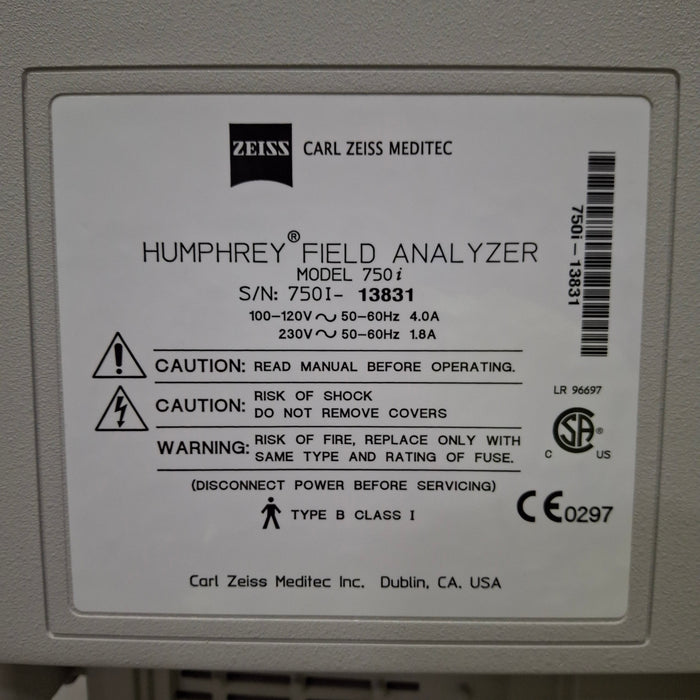 ZEISS CARL ZEISS MEDITEC
HUMPHREY® FIELD ANALYZER
MODEL 750i
S/N: 750I- 13831
100-120V ~ 50-60Hz 4.0A
230V ~ 50-60Hz 1.8A
750i-13831
CAUTION: READ MANUAL BEFORE OPERATING.
CAUTION: RISK OF SHOCK
DO NOT REMOVE COVERS
WARNING: RISK OF FIRE, REPLACE ONLY WITH
SAME TYPE AND RATING OF FUSE.
(DISCONNECT POWER BEFORE SERVICING)
TYPE B CLASS I
LR 96697
CSA®
C US
CE0297
Carl Zeiss Meditec Inc. Dublin, CA. USA